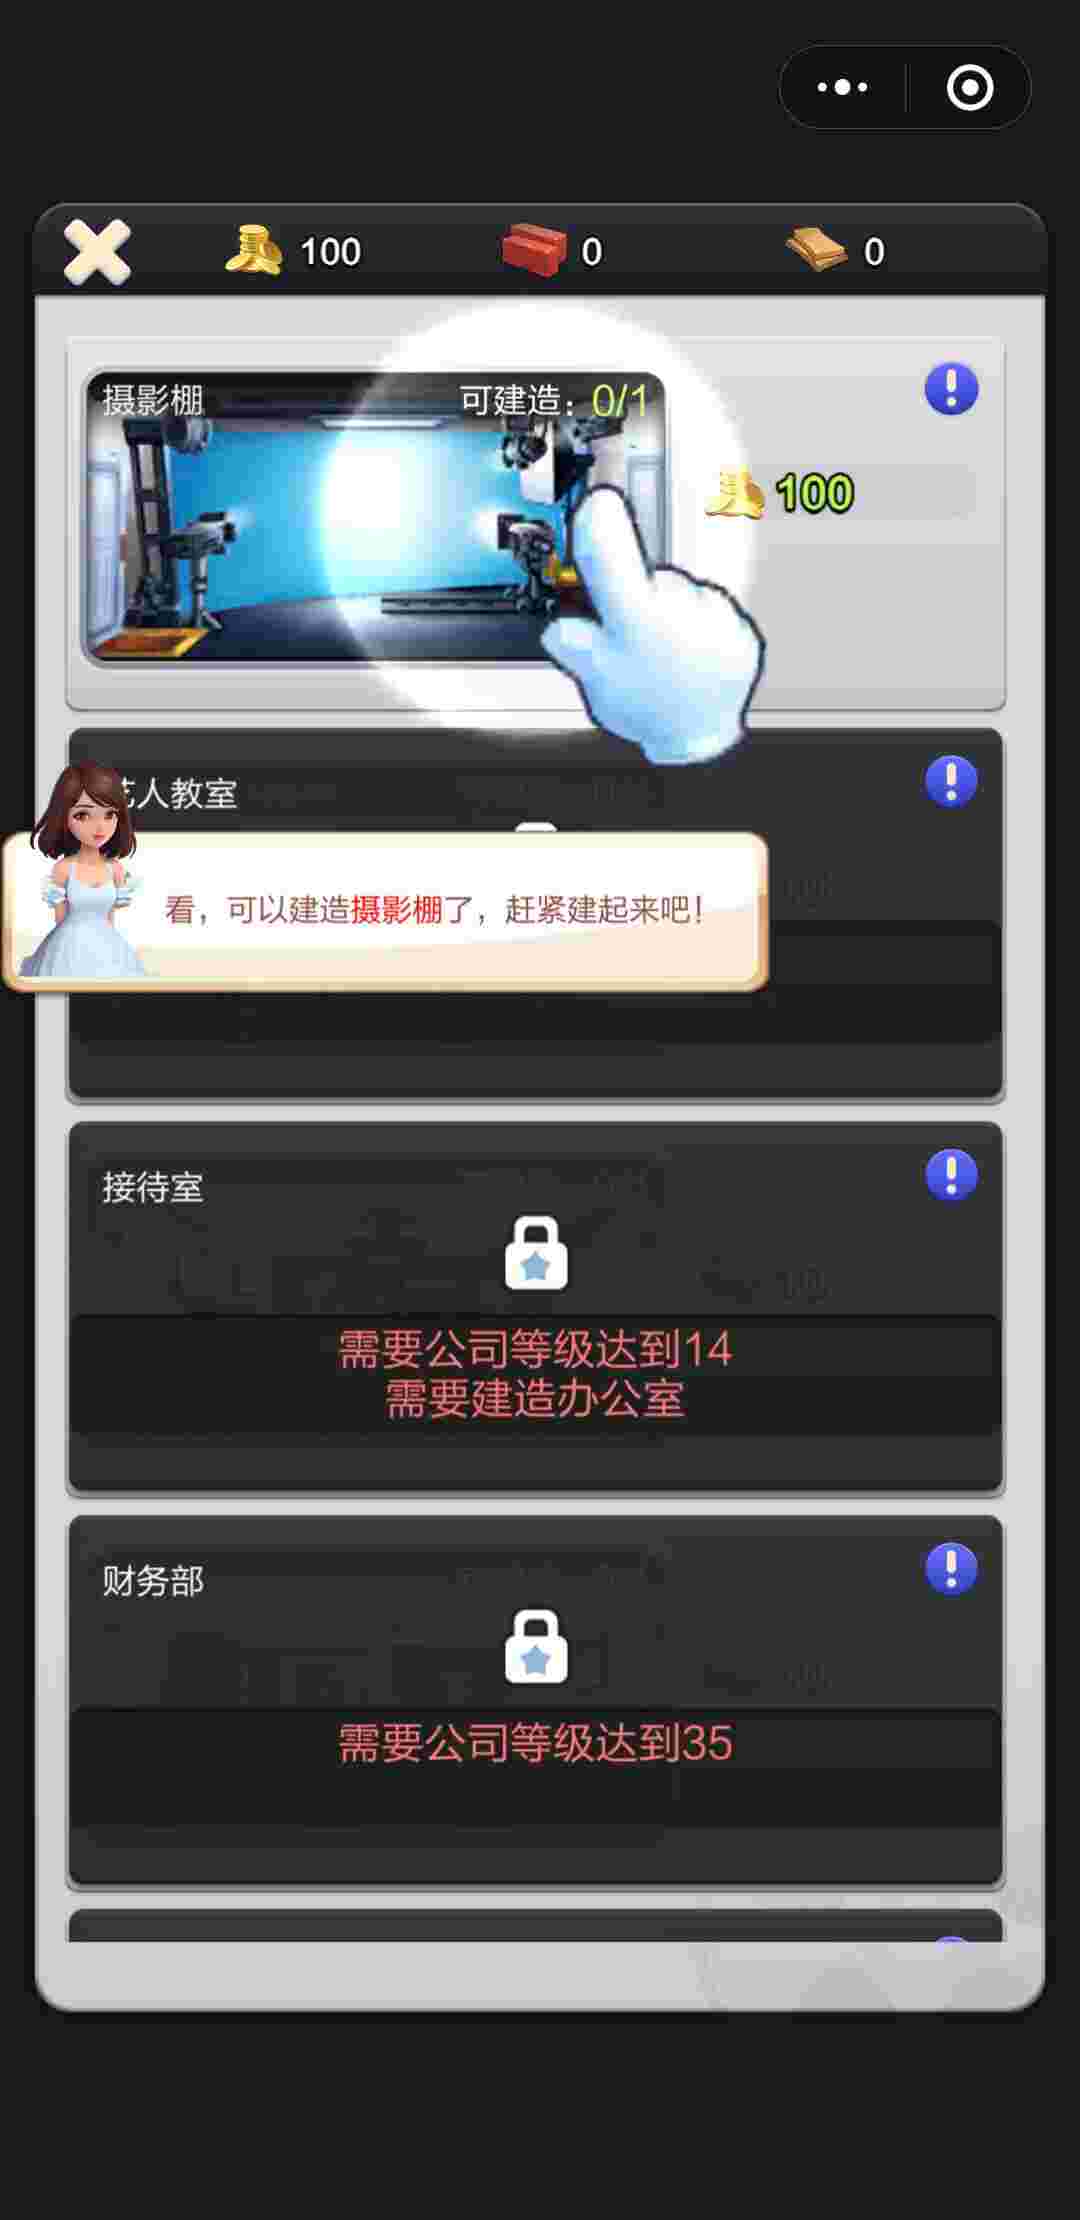 100
0
0
摄影棚
可建造：0/1
100
艺人教室
看，可以建造摄影棚了，赶紧建起来吧！
接待室
需要公司等级达到14
需要建造办公室
财务部
需要公司等级达到35